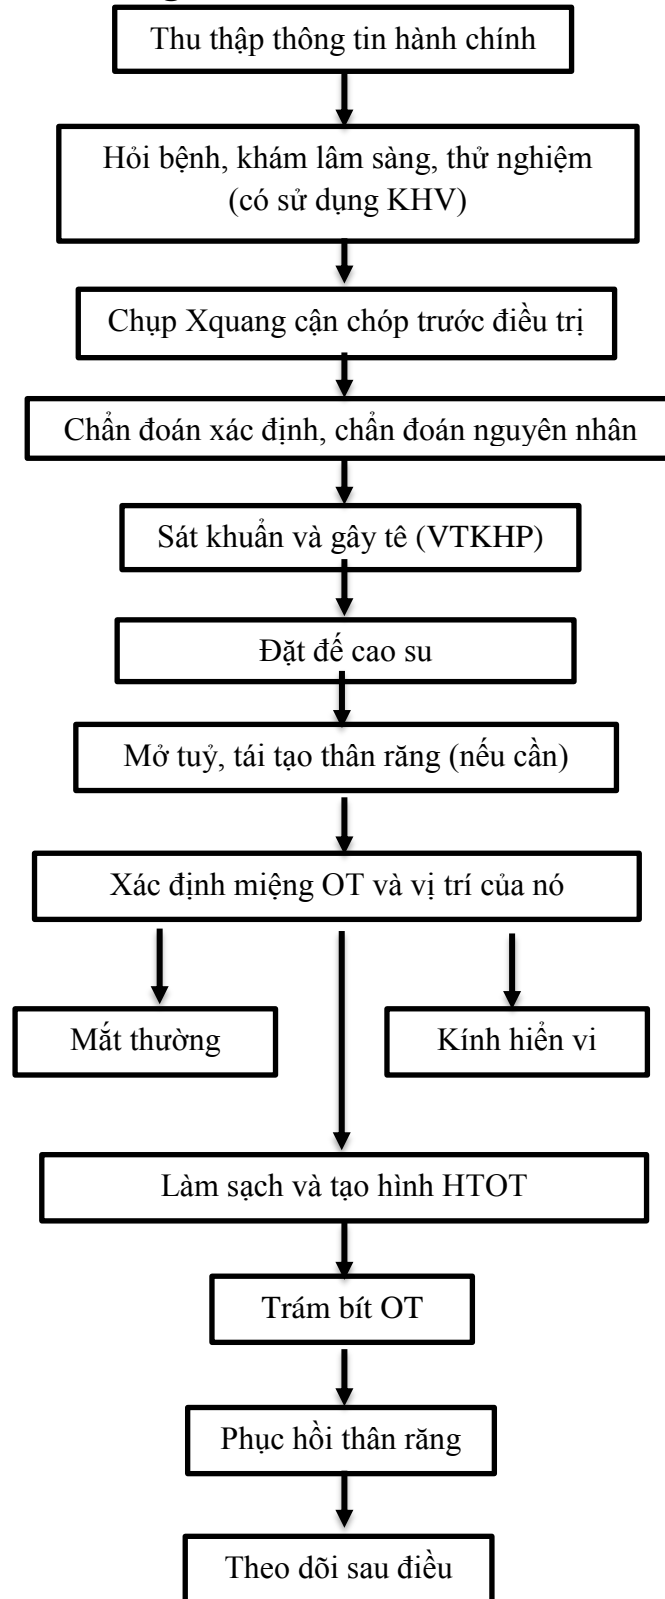 Thu thập thông tin hành chính
Hỏi bệnh, khám lâm sàng, thử nghiệm
(có sử dụng KHV)
Chụp Xquang cận chóp trước điều trị
Chẩn đoán xác định, chẩn đoán nguyên nhân
Sát khuẩn và gây tê (VTKHP)
Đặt đế cao su
Mở tuỷ, tái tạo thân răng (nếu cần)
Xác định miệng OT và vị trí của nó
Mắt thường
Kính hiển vi
Làm sạch và tạo hình HTOT
Trám bít OT
Phục hồi thân răng
Theo dõi sau điều